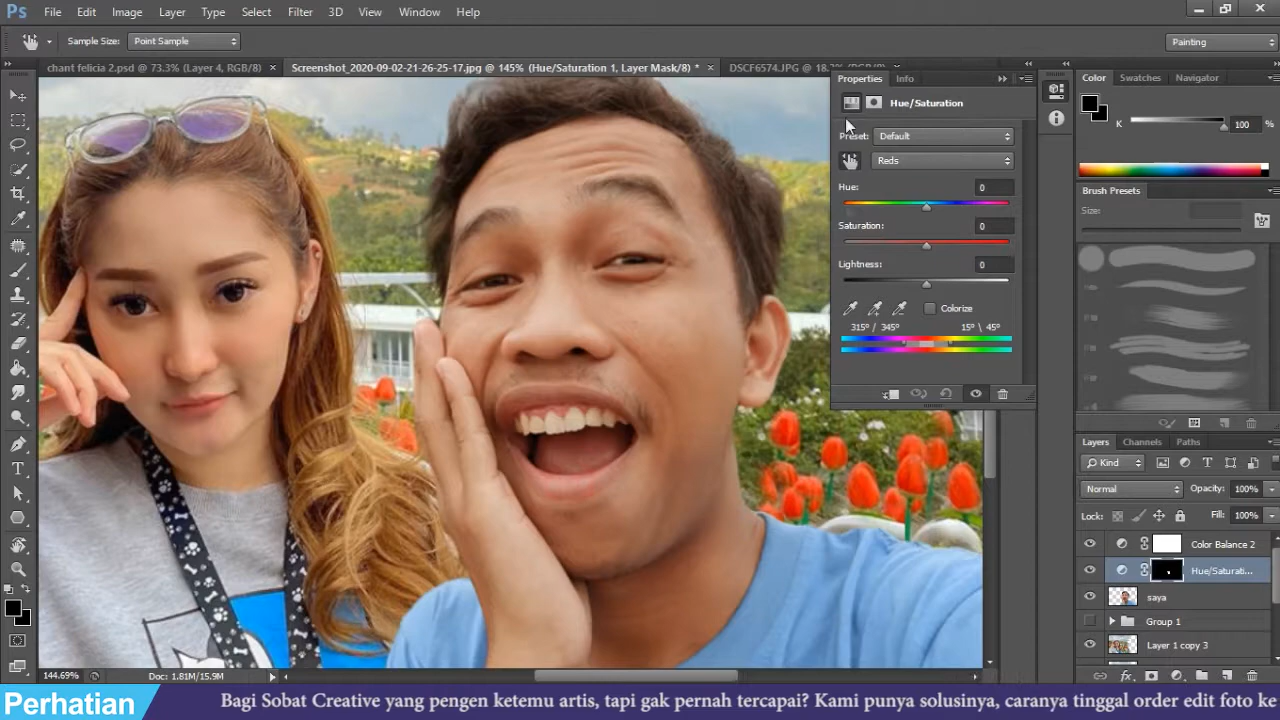 Ps File Edit Image Layer Type Select Filter 3D View Window Help
Sample Size: Point Sample
Painting
chant felicia 2.psd @ 73.3% (Layer 4, RGB/8) ×
Screenshot_2020-09-02-21-26-25-17.jpg @ 145% (Hue/Saturation 1, Layer Mask/8) * ×
Properties Info
Hue/Saturation
Preset: Default
Reds
Hue: 0
Saturation: 0
Lightness: 0
Colorize
315° / 345° 15° \ 45°
Color Swatches Navigator
K 100 %
Brush Presets
Size:
Layers Channels Paths
Kind
Normal Opacity: 100%
Lock: Fill: 100%
Color Balance 2
Hue/Saturati...
saya
Group 1
Layer 1 copy 3
144.69% Doc: 1.81M/15.9M
Perhatian
Bagi Sobat Creative yang pengen ketemu artis, tapi gak pernah tercapai? Kami punya solusinya, caranya tinggal order edit foto ke